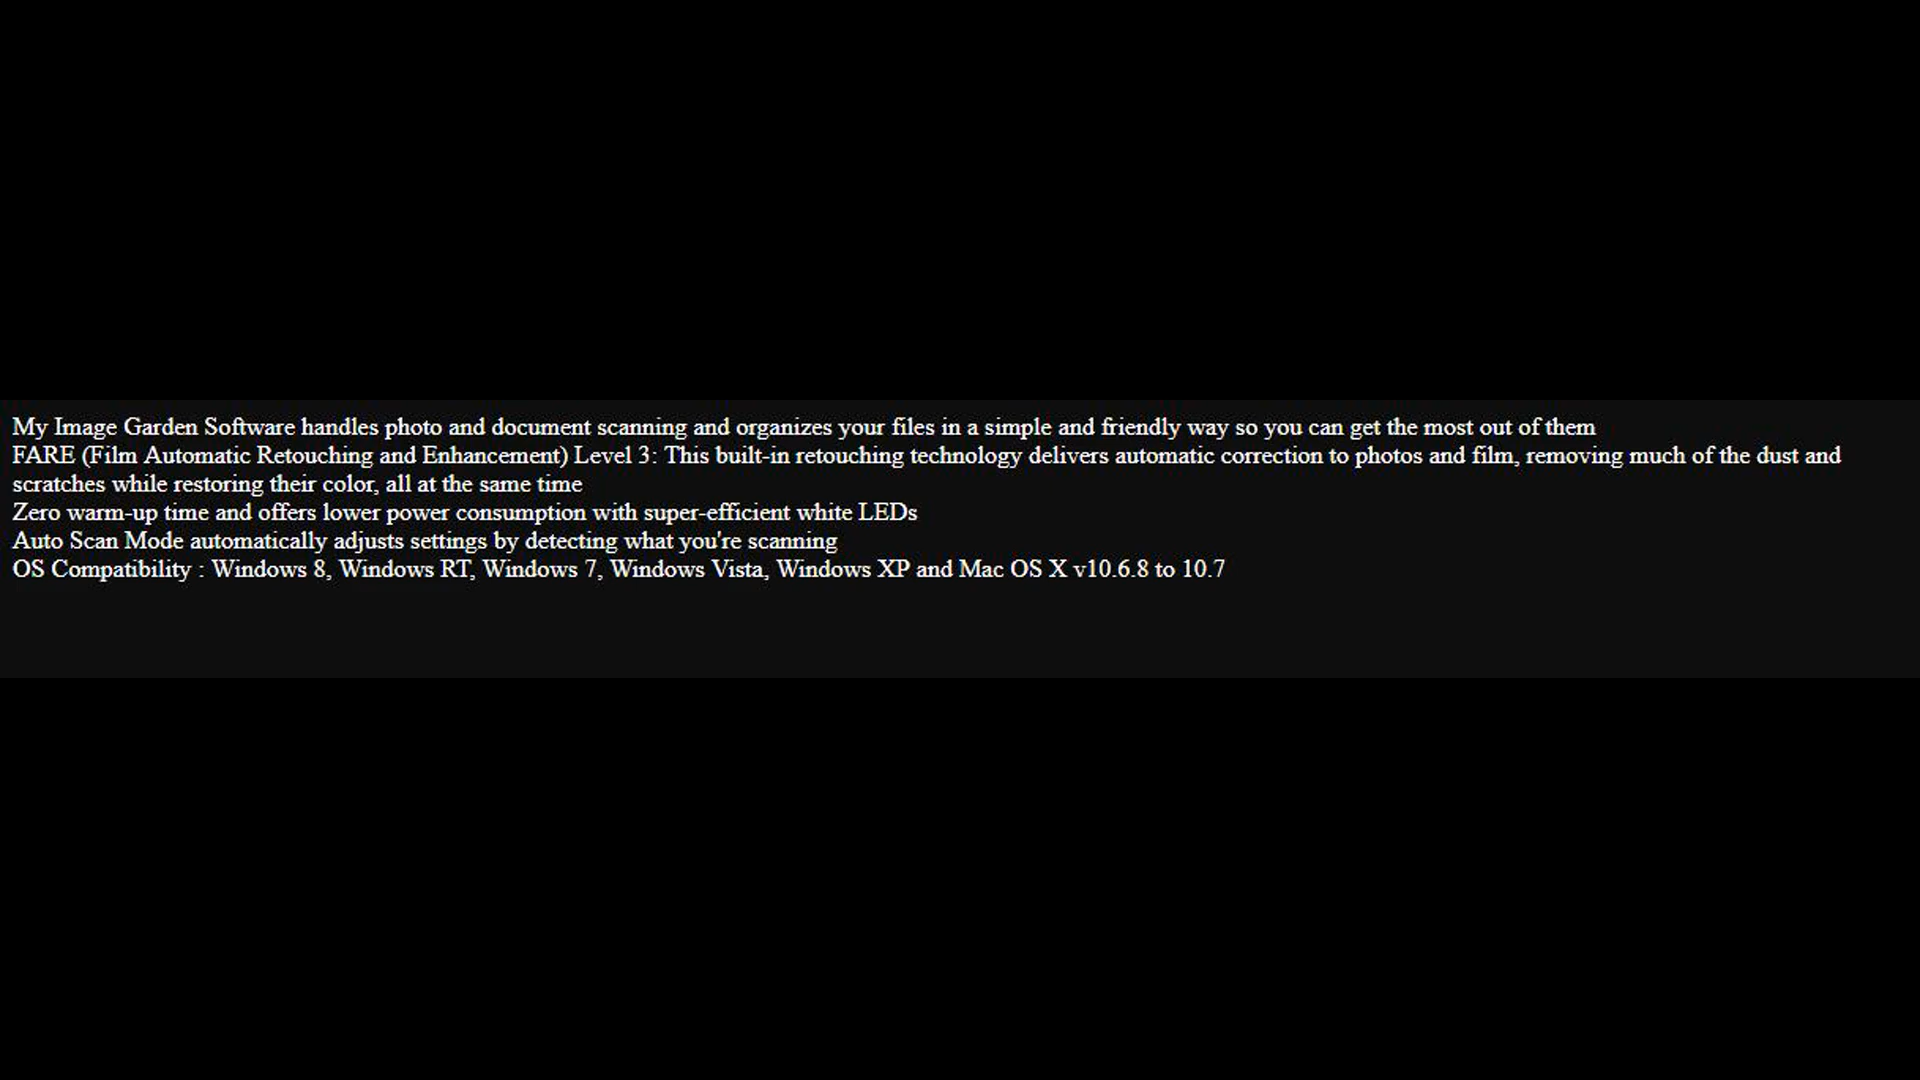 My Image Garden Software handles photo and document scanning and organizes your files in a simple and friendly way so you can get the most out of them
FARE (Film Automatic Retouching and Enhancement) Level 3: This built-in retouching technology delivers automatic correction to photos and film, removing much of the dust and
scratches while restoring their color, all at the same time
Zero warm-up time and offers lower power consumption with super-efficient white LEDs
Auto Scan Mode automatically adjusts settings by detecting what you're scanning
OS Compatibility : Windows 8, Windows RT, Windows 7, Windows Vista, Windows XP and Mac OS X v10.6.8 to 10.7